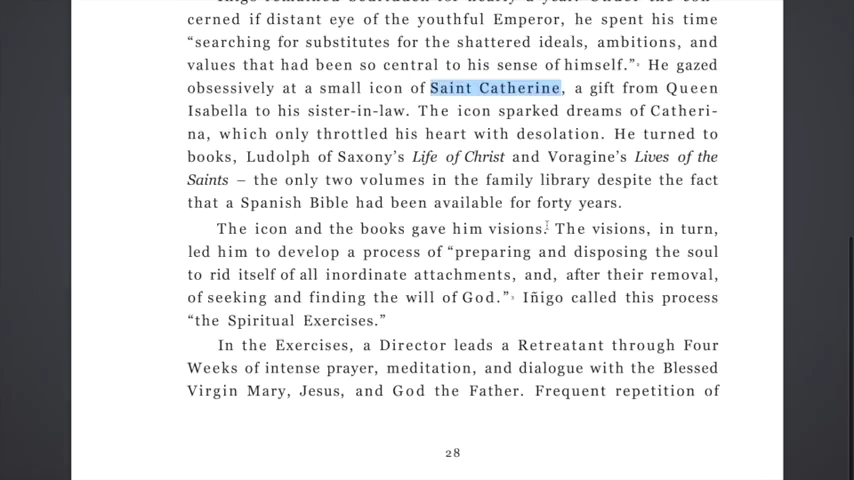 cerned if distant eye of the youthful Emperor, he spent his time
“searching for substitutes for the shattered ideals, ambitions, and
values that had been so central to his sense of himself.” He gazed
obsessively at a small icon of Saint Catherine, a gift from Queen
Isabella to his sister-in-law. The icon sparked dreams of Catheri-
na, which only throttled his heart with desolation. He turned to
books, Ludolph of Saxony’s Life of Christ and Voragine’s Lives of the
Saints – the only two volumes in the family library despite the fact
that a Spanish Bible had been available for forty years.
The icon and the books gave him visions. The visions, in turn,
led him to develop a process of “preparing and disposing the soul
to rid itself of all inordinate attachments, and, after their removal,
of seeking and finding the will of God.” Iñigo called this process
“the Spiritual Exercises.”
In the Exercises, a Director leads a Retreatant through Four
Weeks of intense prayer, meditation, and dialogue with the Blessed
Virgin Mary, Jesus, and God the Father. Frequent repetition of
28